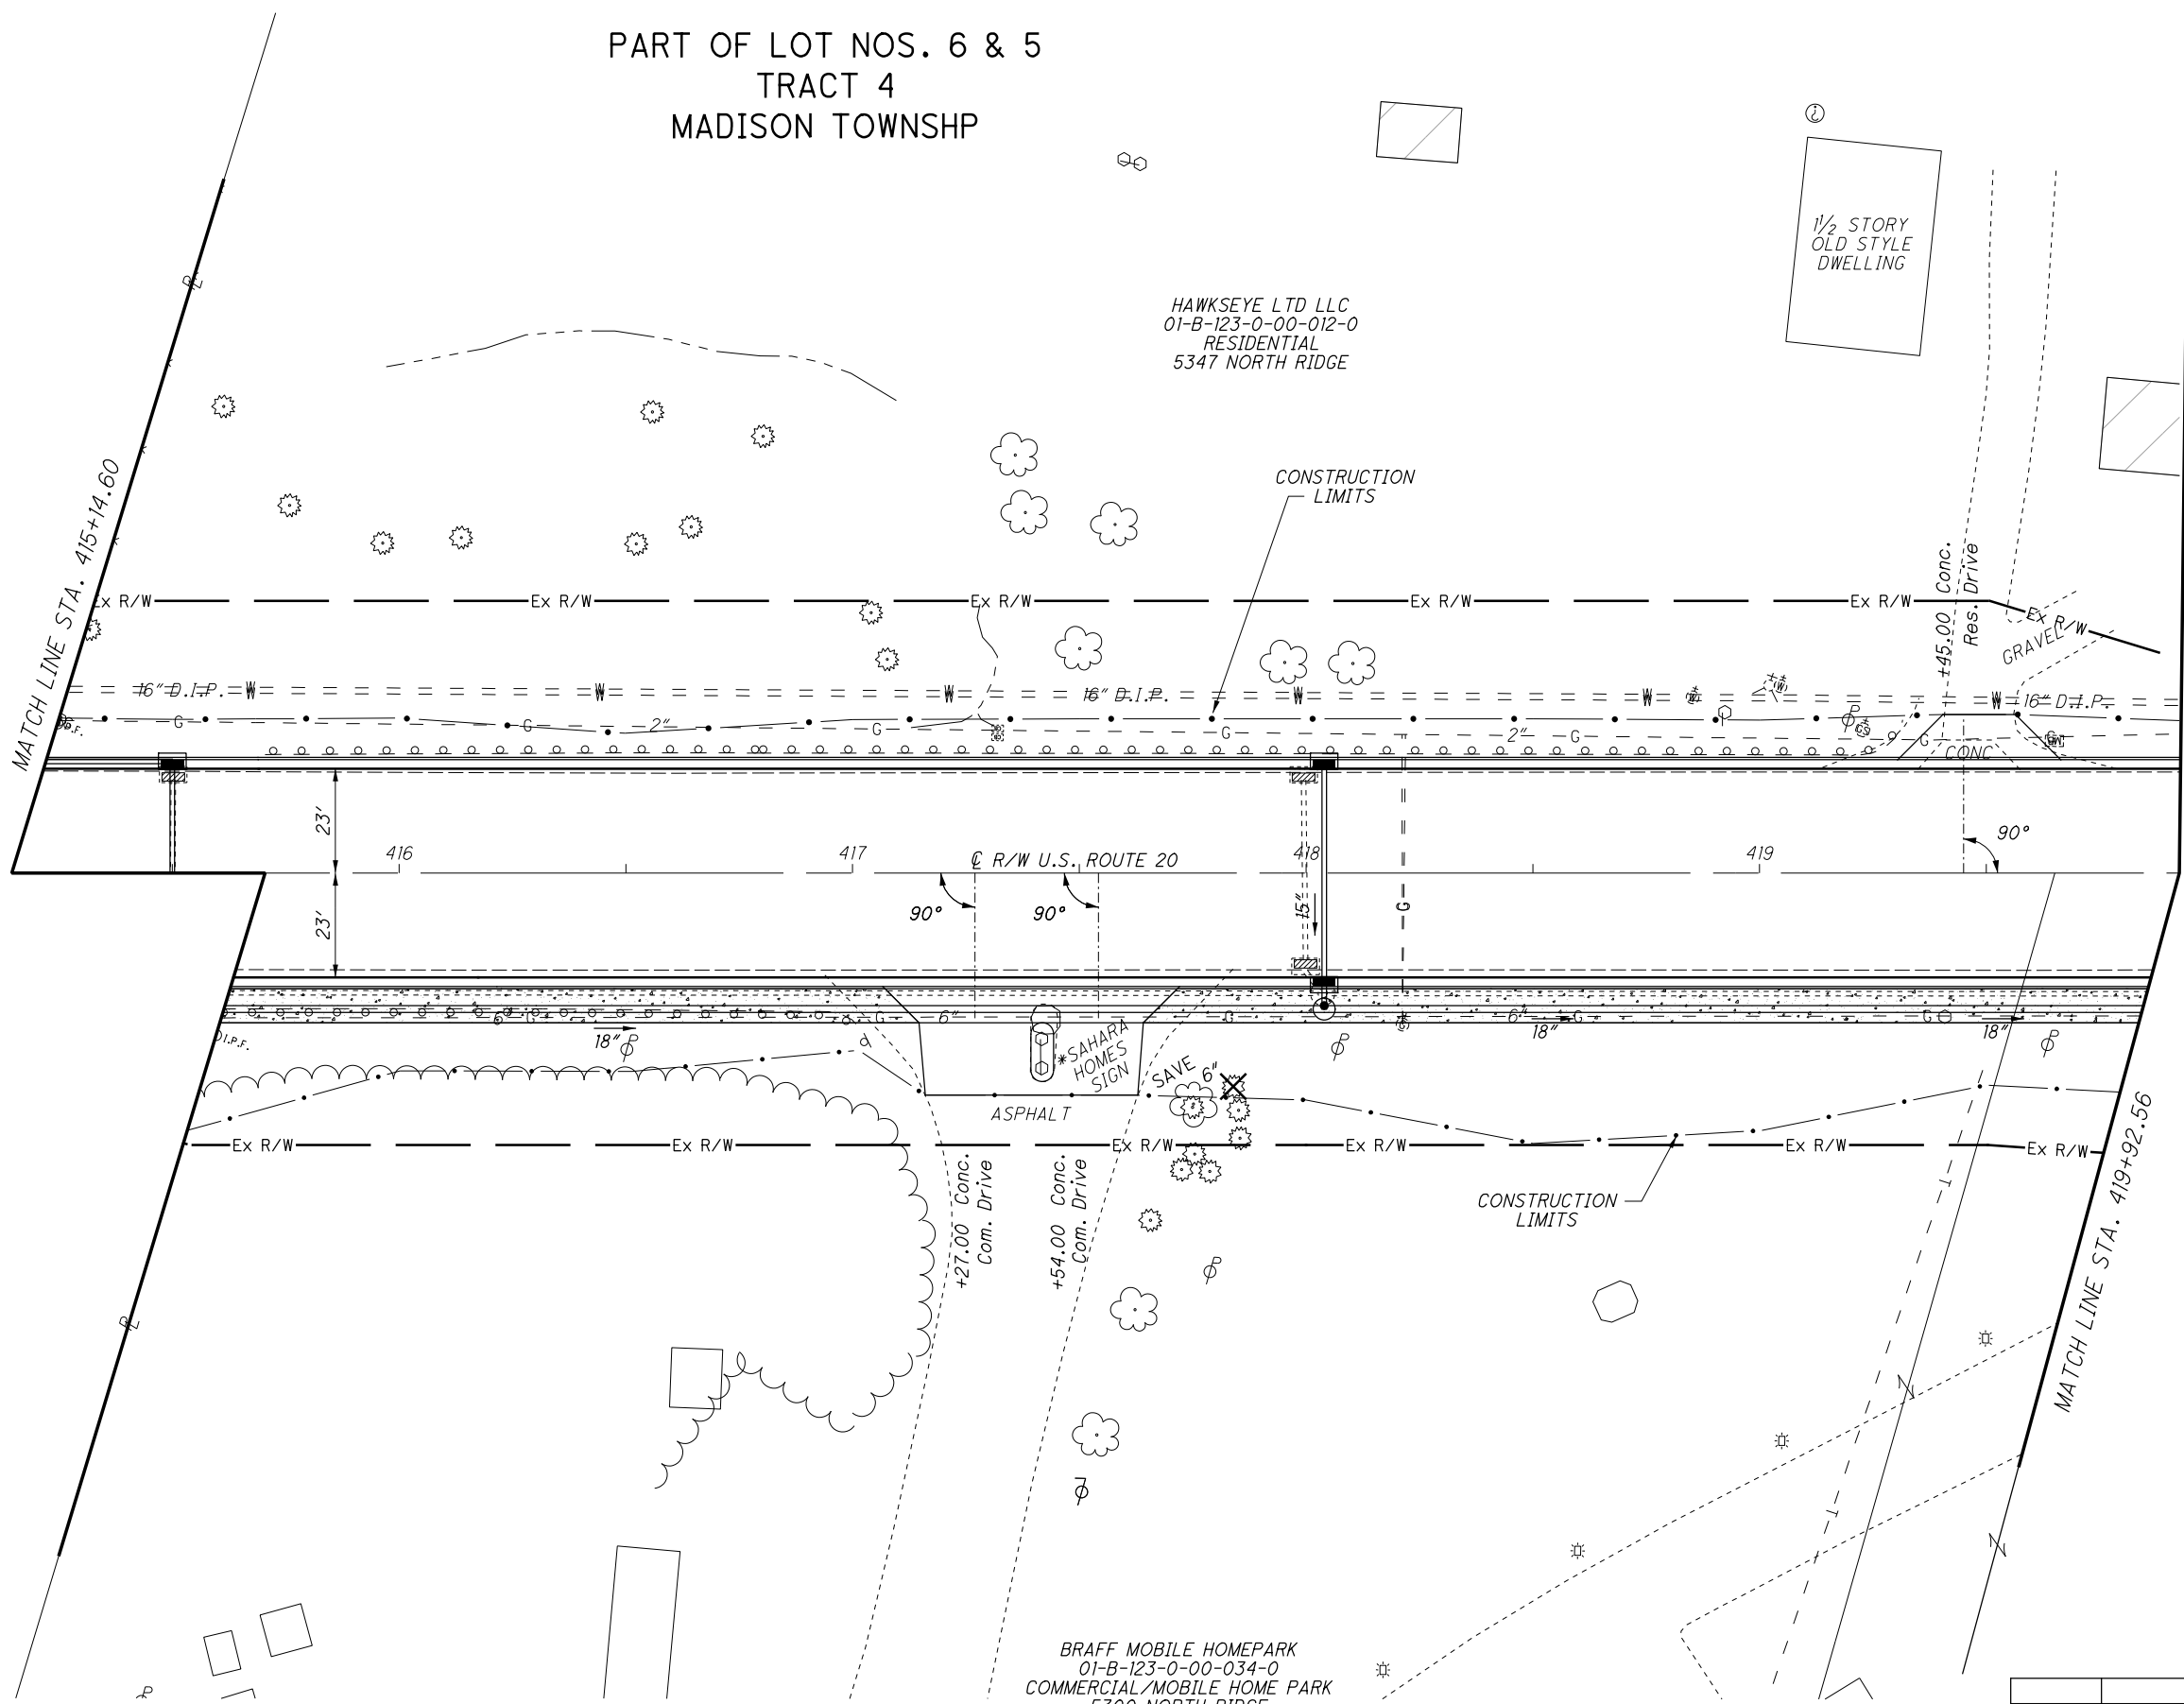 PART OF LOT NOS. 6 & 5
TRACT 4
MADISON TOWNSHP
1½ STORY
OLD STYLE
DWELLING
HAWKSEYE LTD LLC
01-B-123-0-00-012-0
RESIDENTIAL
5347 NORTH RIDGE
CONSTRUCTION
LIMITS
MATCH LINE STA. 415+14.60
PL
+45.00 Conc.
Res. Drive
Ex R/W
Ex R/W
Ex R/W
Ex R/W
Ex R/W
Ex R/W
GRAVEL
16" D.I.P.
W
W
W
16" D.I.P.
W
W
W
16" D.I.P.
G
G
2"
G
G
2"
G
G
G
CONC
23'
416
417
℄ R/W U.S. ROUTE 20
418
419
90°
23'
90°
90°
15"
G
6"
G
G
6"
G
6"
G
G
I.P.F.
18"
18"
18"
*SAHARA
HOMES
SIGN
SAVE
6"
ASPHALT
Ex R/W
Ex R/W
Ex R/W
Ex R/W
Ex R/W
Ex R/W
+27.00 Conc.
Com. Drive
+54.00 Conc.
Com. Drive
CONSTRUCTION
LIMITS
MATCH LINE STA. 419+92.56
PL
BRAFF MOBILE HOMEPARK
01-B-123-0-00-034-0
COMMERCIAL/MOBILE HOME PARK
5300 NORTH RIDGE